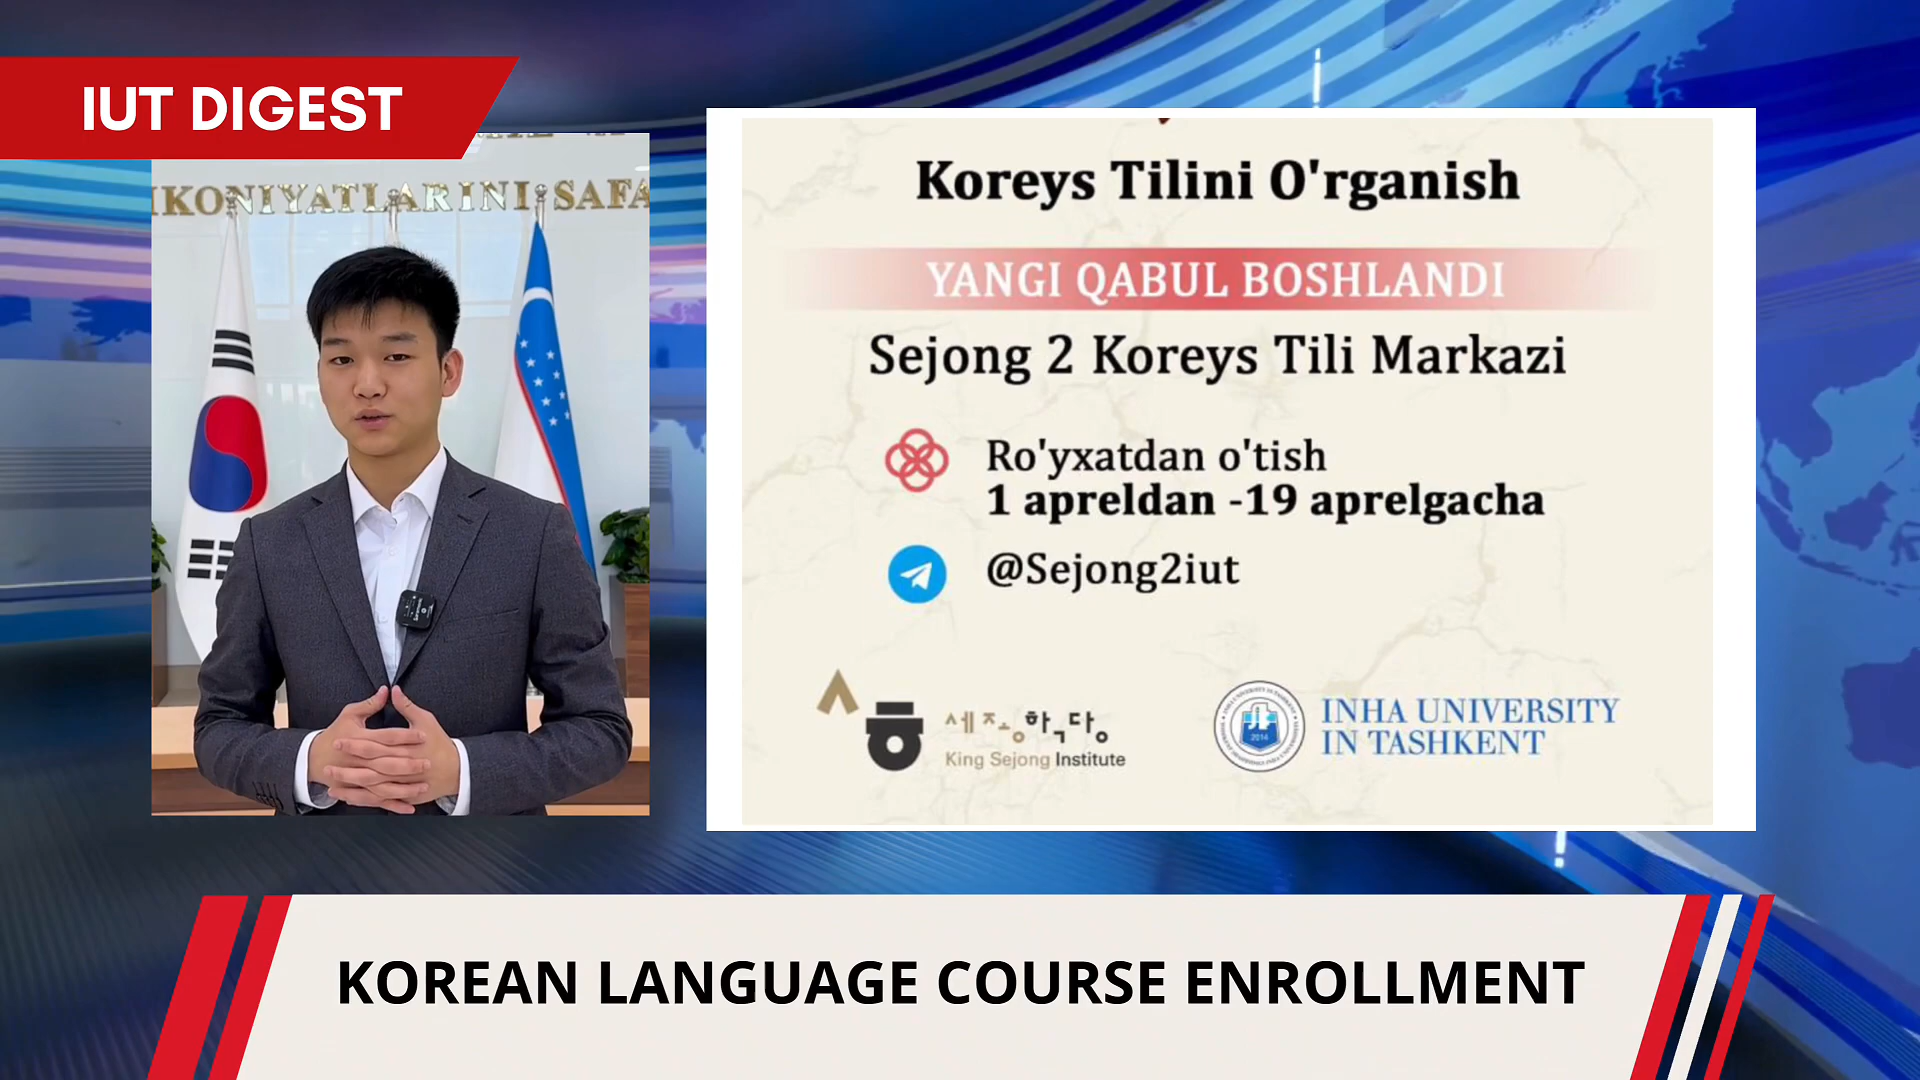 IUT DIGEST
IKONIYATLARINI SAFA
Koreys Tilini O'rganish
YANGI QABUL BOSHLANDI
Sejong 2 Koreys Tili Markazi
Ro'yxatdan o'tish
1 apreldan -19 aprelgacha
@Sejong2iut
세종학당
King Sejong Institute
2014
INHA UNIVERSITY
IN TASHKENT
KOREAN LANGUAGE COURSE ENROLLMENT